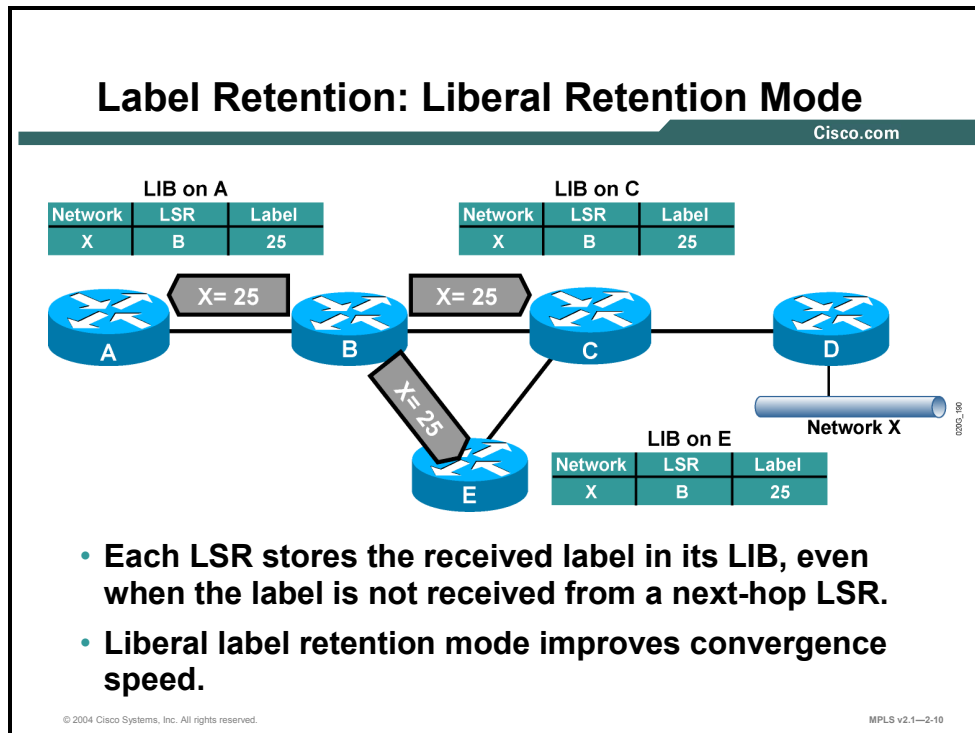 Label Retention: Liberal Retention Mode
Cisco.com
LIB on A
Network LSR Label
X B 25
LIB on C
Network LSR Label
X B 25
X= 25
X= 25
A
B
C
D
X= 25
Network X
020G_190
E
LIB on E
Network LSR Label
X B 25
• Each LSR stores the received label in its LIB, even
when the label is not received from a next-hop LSR.
• Liberal label retention mode improves convergence
speed.
© 2004 Cisco Systems, Inc. All rights reserved.
MPLS v2.1—2-10